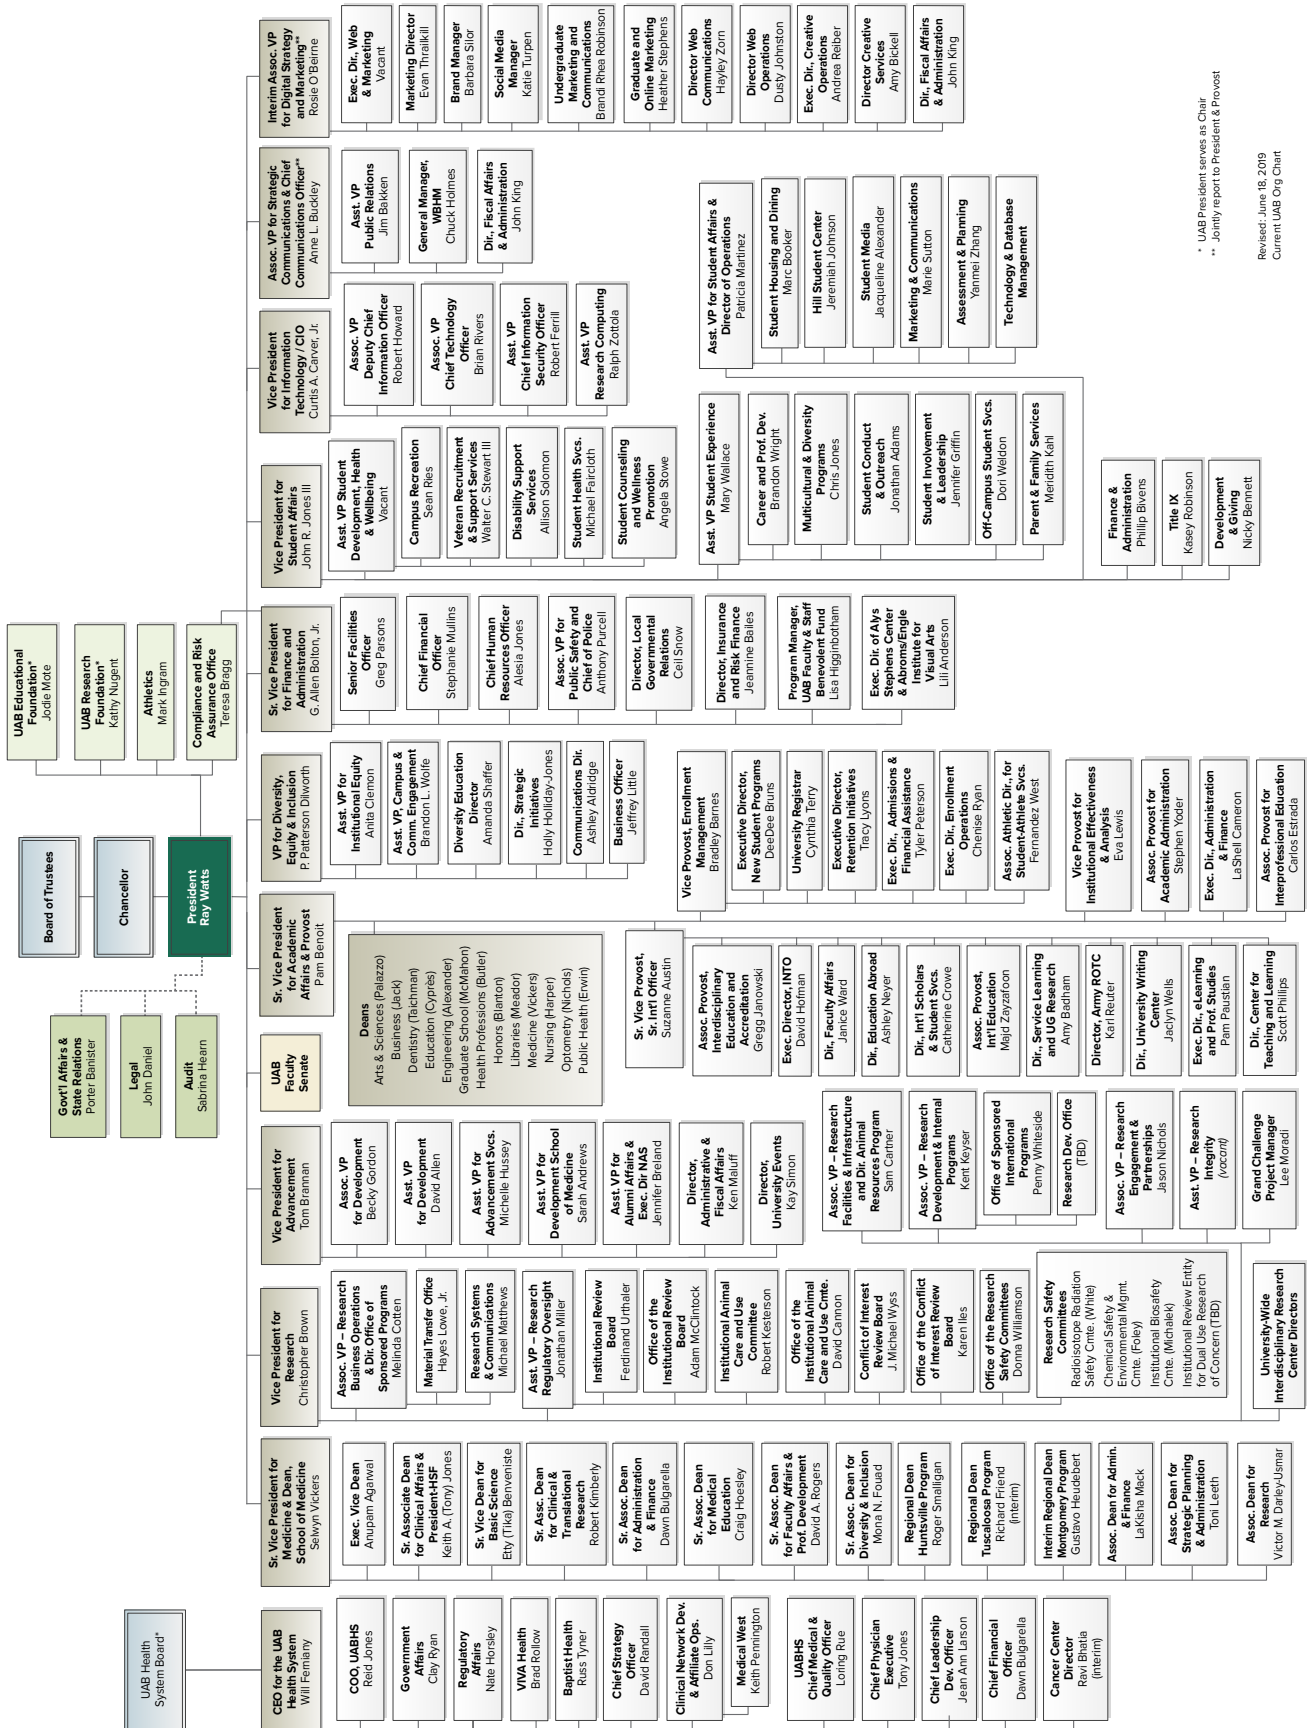 Board of Trustees
Chancellor
President
Ray Watts
UAB Health
System Board*
Gov't'l Affairs &
State Relations
Porter Banister
Legal
John Daniel
Audit
Sabrina Hearn
UAB Educational
Foundation*
Jodie Mote
UAB Research
Foundation*
Kathy Nugent
Athletics
Mark Ingram
Compliance and Risk
Assurance Office
Teresa Bragg
CEO for the UAB
Health System
Will Ferniany
COO, UABHS
Reid Jones
Government
Affairs
Clay Ryan
Regulatory
Affairs
Nate Horsley
VIVA Health
Brad Rollow
Baptist Health
Russ Tyner
Chief Strategy
Officer
David Randall
Clinical Network Dev.
& Affiliate Ops.
Don Lilly
Medical West
Keith Pennington
UABHS
Chief Medical &
Quality Officer
Loring Rue
Chief Physician
Executive
Tony Jones
Chief Leadership
Dev. Officer
Jean Ann Larson
Chief Financial
Officer
Dawn Bulgarella
Cancer Center
Director
Ravi Bhatia
(interim)
Sr. Vice President for
Medicine & Dean,
School of Medicine
Selwyn Vickers
Exec. Vice Dean
Anupam Agarwal
Sr. Associate Dean
for Clinical Affairs &
President-HSF
Keith A. (Tony) Jones
Sr. Vice Dean for
Basic Science
Etty (Tika) Benveniste
Sr. Assoc. Dean
for Clinical &
Translational
Research
Robert Kimberly
Sr. Assoc. Dean
for Administration
& Finance
Dawn Bulgarella
Sr. Assoc. Dean
for Medical
Education
Craig Hoesley
Sr. Assoc. Dean
for Faculty Affairs &
Prof. Development
David A. Rogers
Sr. Assoc. Dean for
Diversity & Inclusion
Mona N. Fouad
Regional Dean
Huntsville Program
Roger Smalligan
Regional Dean
Tuscaloosa Program
Richard Friend
(interim)
Interim Regional Dean
Montgomery Program
Gustavo Heudebert
Assoc. Dean for Admin.
& Finance
LaKisha Mack
Assoc. Dean for
Strategic Planning
& Administration
Toni Leeth
Assoc. Dean for
Research
Victor M. Darley-Usmar
Vice President for
Research
Christopher Brown
Assoc. VP – Research
Business Operations
& Dir. Office of
Sponsored Programs
Melinda Cotten
Material Transfer Office
Hayes Lowe, Jr.
Research Systems
& Communications
Michael Matthews
Asst. VP – Research
Regulatory Oversight
Jonathan Miller
Institutional Review
Board
Ferdinand Urthaler
Office of the
Institutional Review
Board
Adam McClintock
Institutional Animal
Care and Use
Committee
Robert Kesterson
Office of the
Institutional Animal
Care and Use Cmte.
David Cannon
Conflict of Interest
Review Board
J. Michael Wyss
Office of the Conflict
of Interest Review
Board
Karen Iles
Office of the Research
Safety Committees
Donna Williamson
Research Safety
Committees
Radioisotope Radiation
Safety Cmte. (White)
Chemical Safety &
Environmental Mgmt.
Cmte. (Foley)
Institutional Biosafety
Cmte. (Michalek)
Institutional Review Entity
for Dual Use Research
of Concern (TBD)
University-Wide
Interdisciplinary Research
Center Directors
Assoc. VP – Research
Facilities & Infrastructure
and Dir. Animal
Resources Program
Sam Cartner
Assoc. VP – Research
Development & Internal
Programs
Kent Keyser
Office of Sponsored
International
Programs
Penny Whiteside
Research Dev. Office
(TBD)
Assoc. VP – Research
Engagement &
Partnerships
Jason Nichols
Asst. VP – Research
Integrity
(vacant)
Grand Challenge
Project Manager
Lee Moradi
Vice President for
Advancement
Tom Brannan
Assoc. VP
for Development
Becky Gordon
Asst. VP
for Development
David Allen
Asst. VP for
Advancement Svcs.
Michelle Hussey
Asst. VP for
Development School
of Medicine
Sarah Andrews
Asst. VP for
Alumni Affairs &
Exec. Dir NAS
Jennifer Breland
Director,
Administrative &
Fiscal Affairs
Ken Maluff
Director,
University Events
Kay Simon
UAB
Faculty
Senate
Sr. Vice President
for Academic
Affairs & Provost
Pam Benoit
Deans
Arts & Sciences (Palazzo)
Business (Jack)
Dentistry (Taichman)
Education (Cyprès)
Engineering (Alexander)
Graduate School (McMahon)
Health Professions (Butler)
Honors (Blanton)
Libraries (Meador)
Medicine (Vickers)
Nursing (Harper)
Optometry (Nichols)
Public Health (Erwin)
Sr. Vice Provost,
Sr. Int'l Officer
Suzanne Austin
Assoc. Provost,
Interdisciplinary
Education and
Accreditation
Gregg Janowski
Exec. Director, INTO
David Hofman
Dir., Faculty Affairs
Janice Ward
Dir., Education Abroad
Ashley Neyer
Dir., Int'l Scholars
& Student Svcs.
Catherine Crowe
Assoc. Provost,
Int'l Education
Majd Zayzafoon
Dir., Service Learning
and UG Research
Amy Badham
Director, Army ROTC
Karl Reuter
Dir., University Writing
Center
Jaclyn Wells
Exec. Dir., eLearning
and Prof. Studies
Pam Paustian
Dir., Center for
Teaching and Learning
Scott Phillips
Vice Provost, Enrollment
Management
Bradley Barnes
Executive Director,
New Student Programs
DeeDee Bruns
University Registrar
Cynthia Terry
Executive Director,
Retention Initiatives
Tracy Lyons
Exec. Dir., Admissions &
Financial Assistance
Tyler Peterson
Exec. Dir., Enrollment
Operations
Chenise Ryan
Assoc. Athletic Dir., for
Student-Athlete Svcs.
Fernandez West
Vice Provost for
Institutional Effectiveness
& Analysis
Eva Lewis
Assoc. Provost for
Academic Administration
Stephen Yoder
Exec. Dir., Administration
& Finance
LaShell Cameron
Assoc. Provost for
Interprofessional Education
Carlos Estrada
VP for Diversity,
Equity & Inclusion
P. Patterson Dilworth
Asst. VP for
Institutional Equity
Anita Clemon
Asst. VP, Campus &
Comm. Engagement
Brandon L. Wolfe
Diversity Education
Director
Amanda Shaffer
Dir., Strategic
Initiatives
Holly Holliday-Jones
Communications Dir.
Ashley Aldridge
Business Officer
Jeffrey Little
Sr. Vice President
for Finance and
Administration
G. Allen Bolton, Jr.
Senior Facilities
Officer
Greg Parsons
Chief Financial
Officer
Stephanie Mullins
Chief Human
Resources Officer
Alesia Jones
Assoc. VP for
Public Safety and
Chief of Police
Anthony Purcell
Director, Local
Governmental
Relations
Ceil Snow
Director, Insurance
and Risk Finance
Jeannine Bailes
Program Manager,
UAB Faculty & Staff
Benevolent Fund
Lisa Higginbotham
Exec. Dir. of Alys
Stephens Center
& Abroms/Engle
Institute for
Visual Arts
Lili Anderson
Vice President for
Student Affairs
John R. Jones III
Asst. VP Student
Development, Health
& Wellbeing
Vacant
Campus Recreation
Sean Ries
Veteran Recruitment
& Support Services
Walter C. Stewart III
Disability Support
Services
Allison Solomon
Student Health Svcs.
Michael Faircloth
Student Counseling
and Wellness
Promotion
Angela Stowe
Asst. VP Student Experience
Mary Wallace
Career and Prof. Dev.
Brandon Wright
Multicultural & Diversity
Programs
Chris Jones
Student Conduct
& Outreach
Jonathan Adams
Student Involvement
& Leadership
Jennifer Griffin
Off-Campus Student Svcs.
Dori Weldon
Parent & Family Services
Meridith Kahl
Finance &
Administration
Phillip Bivens
Title IX
Kasey Robinson
Development
& Giving
Nicky Bennett
Asst. VP for Student Affairs &
Director of Operations
Patricia Martinez
Student Housing and Dining
Marc Booker
Hill Student Center
Jeremiah Johnson
Student Media
Jacqueline Alexander
Marketing & Communications
Marie Sutton
Assessment & Planning
Yanmei Zhang
Technology & Database
Management
Vice President
for Information
Technology / CIO
Curtis A. Carver, Jr.
Assoc. VP
Deputy Chief
Information Officer
Robert Howard
Assoc. VP
Chief Technology
Officer
Brian Rivers
Asst. VP
Chief Information
Security Officer
Robert Ferrill
Asst. VP
Research Computing
Ralph Zottola
Assoc. VP for Strategic
Communications & Chief
Communications Officer**
Anne L. Buckley
Asst. VP
Public Relations
Jim Bakken
General Manager,
WBHM
Chuck Holmes
Dir., Fiscal Affairs
& Administration
John King
Interim Assoc. VP
for Digital Strategy
and Marketing**
Rosie O'Beirne
Exec. Dir., Web
& Marketing
Vacant
Marketing Director
Evan Thrailkill
Brand Manager
Barbara Silor
Social Media
Manager
Katie Turpen
Undergraduate
Marketing and
Communications
Brandi Rhea Robinson
Graduate and
Online Marketing
Heather Stephens
Director Web
Communications
Hayley Zorn
Director Web
Operations
Dusty Johnston
Exec. Dir., Creative
Operations
Andrea Reiber
Director Creative
Services
Amy Bickell
Dir., Fiscal Affairs
& Administration
John King
* UAB President serves as Chair
** Jointly report to President & Provost
Revised: June 18, 2019
Current UAB Org Chart